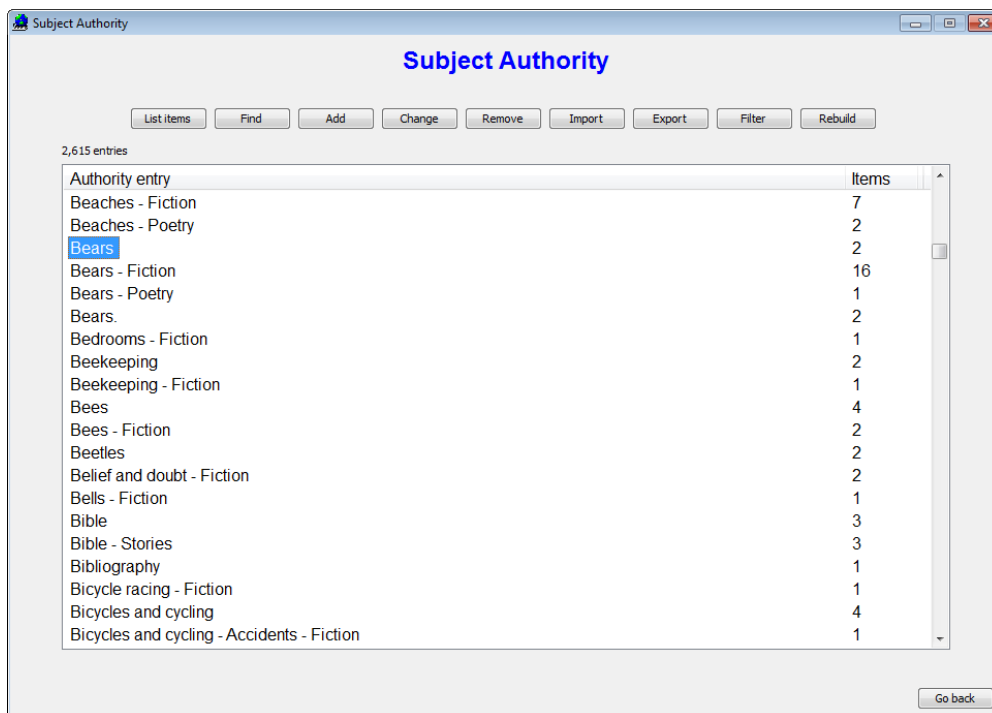 Subject Authority
Subject Authority
List items Find Add Change Remove Import Export Filter Rebuild
2,615 entries
Authority entry Items
Beaches - Fiction 7
Beaches - Poetry 2
Bears 2
Bears - Fiction 16
Bears - Poetry 1
Bears. 2
Bedrooms - Fiction 1
Beekeeping 2
Beekeeping - Fiction 1
Bees 4
Bees - Fiction 2
Beetles 2
Belief and doubt - Fiction 2
Bells - Fiction 1
Bible 3
Bible - Stories 3
Bibliography 1
Bicycle racing - Fiction 1
Bicycles and cycling 4
Bicycles and cycling - Accidents - Fiction 1
Go back